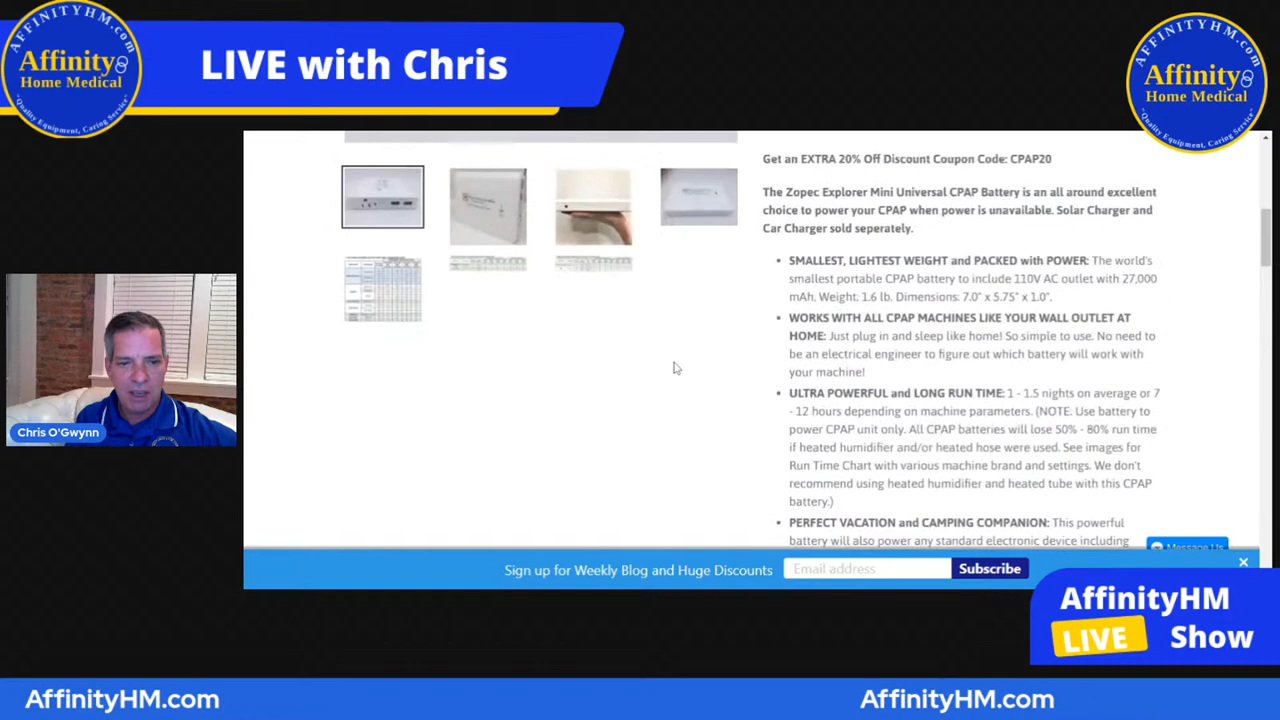 AFFINITYHM.com
Affinity
Home Medical
Quality Equipment, Caring Service
LIVE with Chris
AFFINITYHM.com
Affinity
Home Medical
Quality Equipment, Caring Service
Get an EXTRA 20% Off Discount Coupon Code: CPAP20
The Zopec Explorer Mini Universal CPAP Battery is an all around excellent
choice to power your CPAP when power is unavailable. Solar Charger and
Car Charger sold seperately.
• SMALLEST, LIGHTEST WEIGHT and PACKED with POWER: The world's
smallest portable CPAP battery to include 110V AC outlet with 27,000
mAh. Weight: 1.6 lb. Dimensions: 7.0" x 5.75" x 1.0".
• WORKS WITH ALL CPAP MACHINES LIKE YOUR WALL OUTLET AT
HOME: Just plug in and sleep like home! So simple to use. No need to
be an electrical engineer to figure out which battery will work with
your machine!
• ULTRA POWERFUL and LONG RUN TIME: 1 - 1.5 nights on average or 7
- 12 hours depending on machine parameters. (NOTE: Use battery to
power CPAP unit only. All CPAP batteries will lose 50% - 80% run time
if heated humidifier and/or heated hose were used. See images for
Run Time Chart with various machine brand and settings. We don't
recommend using heated humidifier and heated tube with this CPAP
battery.)
• PERFECT VACATION and CAMPING COMPANION: This powerful
battery will also power any standard electronic device including
Message Us
Chris O'Gwynn
Sign up for Weekly Blog and Huge Discounts
Email address
Subscribe
AffinityHM
LIVE Show
AffinityHM.com
AffinityHM.com